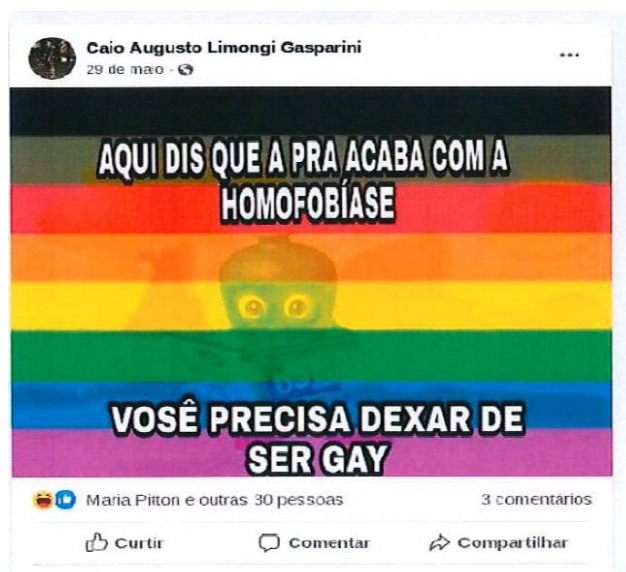 Caio Augusto Limongi Gasparini
29 de maio ·
AQUI DIS QUE A PRA ACABA COM A
HOMOFOBÍASE
VOSÊ PRECISA DEXAR DE
SER GAY
Maria Pitton e outras 30 pessoas
3 comentários
Curtir
Comentar
Compartilhar